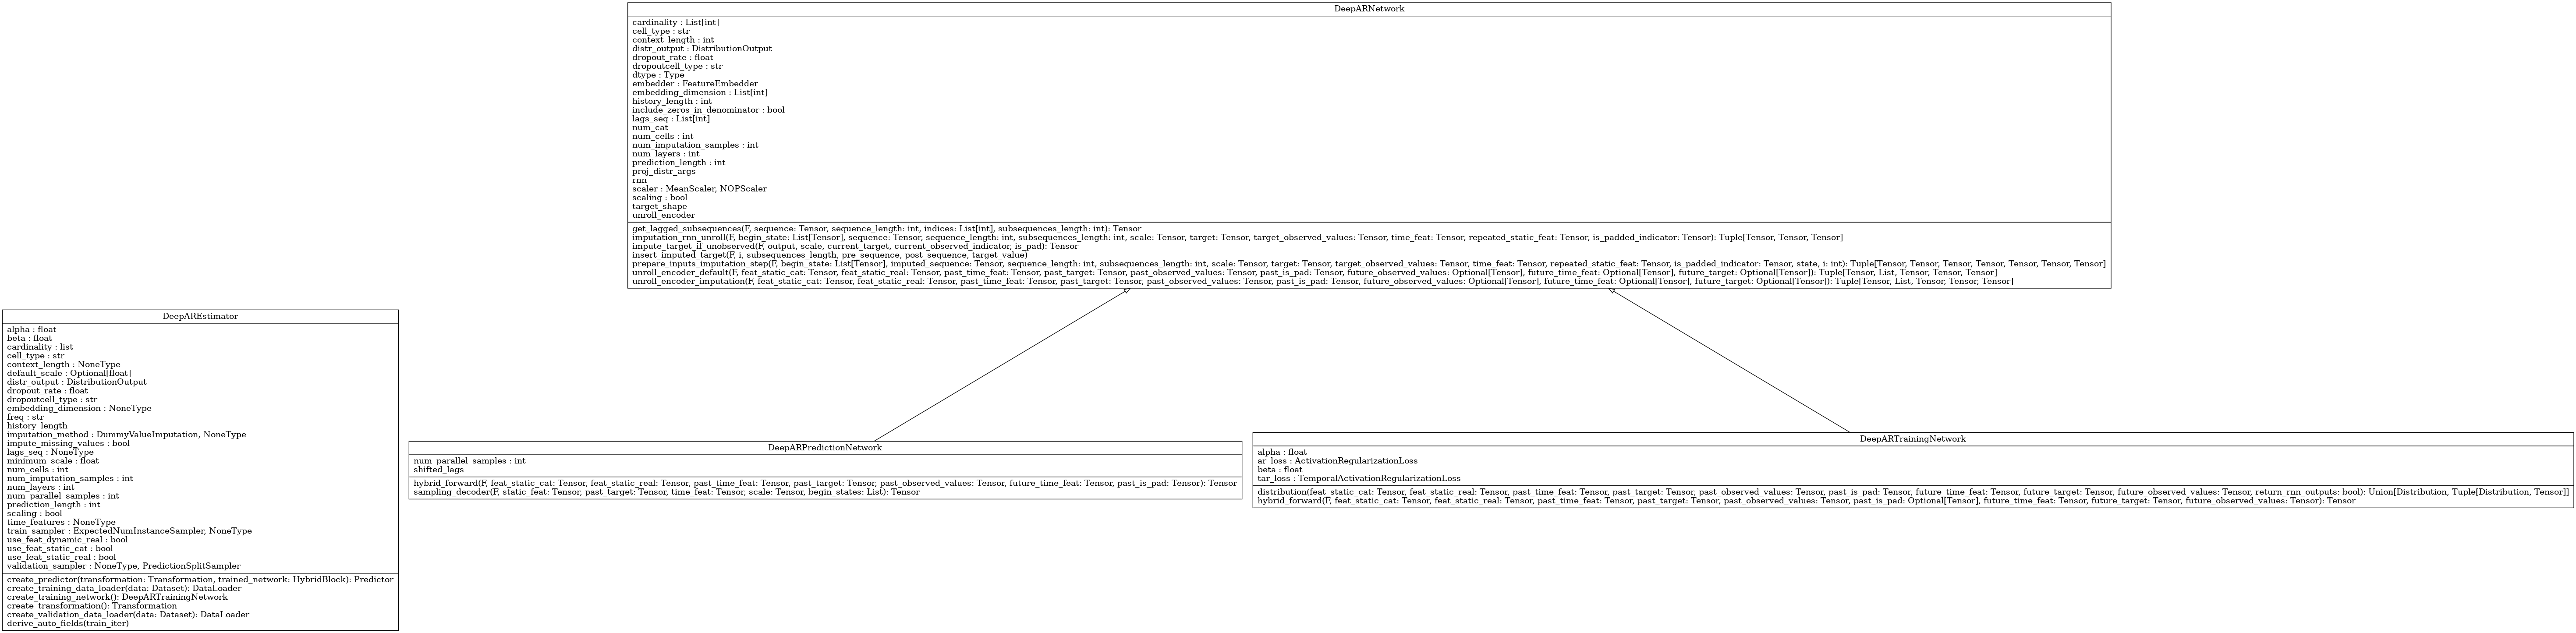 DeepARNetwork
cardinality : List[int]
cell_type : str
context_length : int
distr_output : DistributionOutput
dropout_rate : float
dropoutcell_type : str
dtype : Type
embedder : FeatureEmbedder
embedding_dimension : List[int]
history_length : int
include_zeros_in_denominator : bool
lags_seq : List[int]
num_cat
num_cells : int
num_imputation_samples : int
num_layers : int
prediction_length : int
proj_distr_args
rnn
scaler : MeanScaler, NOPScaler
scaling : bool
target_shape
unroll_encoder
get_lagged_subsequences(F, sequence: Tensor, sequence_length: int, indices: List[int], subsequences_length: int): Tensor
imputation_rnn_unroll(F, begin_state: List[Tensor], sequence: Tensor, sequence_length: int, subsequences_length: int, scale: Tensor, target: Tensor, target_observed_values: Tensor, time_feat: Tensor, repeated_static_feat: Tensor, is_padded_indicator: Tensor): Tuple[Tensor, Tensor, Tensor]
impute_target_if_unobserved(F, output, scale, current_target, current_observed_indicator, is_pad): Tensor
insert_imputed_target(F, i, subsequences_length, pre_sequence, post_sequence, target_value)
prepare_inputs_imputation_step(F, begin_state: List[Tensor], imputed_sequence: Tensor, sequence_length: int, subsequences_length: int, scale: Tensor, target: Tensor, target_observed_values: Tensor, time_feat: Tensor, repeated_static_feat: Tensor, is_padded_indicator: Tensor, state, i: int): Tuple[Tensor, Tensor, Tensor, Tensor, Tensor, Tensor, Tensor, Tensor]
unroll_encoder_default(F, feat_static_cat: Tensor, feat_static_real: Tensor, past_time_feat: Tensor, past_target: Tensor, past_observed_values: Tensor, past_is_pad: Tensor, future_observed_values: Optional[Tensor], future_time_feat: Optional[Tensor], future_target: Optional[Tensor]): Tuple[Tensor, List, Tensor, Tensor, Tensor]
unroll_encoder_imputation(F, feat_static_cat: Tensor, feat_static_real: Tensor, past_time_feat: Tensor, past_target: Tensor, past_observed_values: Tensor, past_is_pad: Tensor, future_observed_values: Optional[Tensor], future_time_feat: Optional[Tensor], future_target: Optional[Tensor]): Tuple[Tensor, List, Tensor, Tensor, Tensor]
DeepAREstimator
alpha : float
beta : float
cardinality : list
cell_type : str
context_length : NoneType
default_scale : Optional[float]
distr_output : DistributionOutput
dropout_rate : float
dropoutcell_type : str
embedding_dimension : NoneType
freq : str
history_length
imputation_method : DummyValueImputation, NoneType
impute_missing_values : bool
lags_seq : NoneType
minimum_scale : float
num_cells : int
num_imputation_samples : int
num_layers : int
num_parallel_samples : int
prediction_length : int
scaling : bool
time_features : NoneType
train_sampler : ExpectedNumInstanceSampler, NoneType
use_feat_dynamic_real : bool
use_feat_static_cat : bool
use_feat_static_real : bool
validation_sampler : NoneType, PredictionSplitSampler
create_predictor(transformation: Transformation, trained_network: HybridBlock): Predictor
create_training_data_loader(data: Dataset): DataLoader
create_training_network(): DeepARTrainingNetwork
create_transformation(): Transformation
create_validation_data_loader(data: Dataset): DataLoader
derive_auto_fields(train_iter)
DeepARPredictionNetwork
num_parallel_samples : int
shifted_lags
hybrid_forward(F, feat_static_cat: Tensor, feat_static_real: Tensor, past_time_feat: Tensor, past_target: Tensor, past_observed_values: Tensor, future_time_feat: Tensor, past_is_pad: Tensor): Tensor
sampling_decoder(F, static_feat: Tensor, past_target: Tensor, time_feat: Tensor, scale: Tensor, begin_states: List): Tensor
DeepARTrainingNetwork
alpha : float
ar_loss : ActivationRegularizationLoss
beta : float
tar_loss : TemporalActivationRegularizationLoss
distribution(feat_static_cat: Tensor, feat_static_real: Tensor, past_time_feat: Tensor, past_target: Tensor, past_observed_values: Tensor, past_is_pad: Tensor, future_time_feat: Tensor, future_target: Tensor, future_observed_values: Tensor, return_rnn_outputs: bool): Union[Distribution, Tuple[Distribution, Tensor]]
hybrid_forward(F, feat_static_cat: Tensor, feat_static_real: Tensor, past_time_feat: Tensor, past_target: Tensor, past_observed_values: Tensor, past_is_pad: Optional[Tensor], future_time_feat: Tensor, future_target: Tensor, future_observed_values: Tensor): Tensor